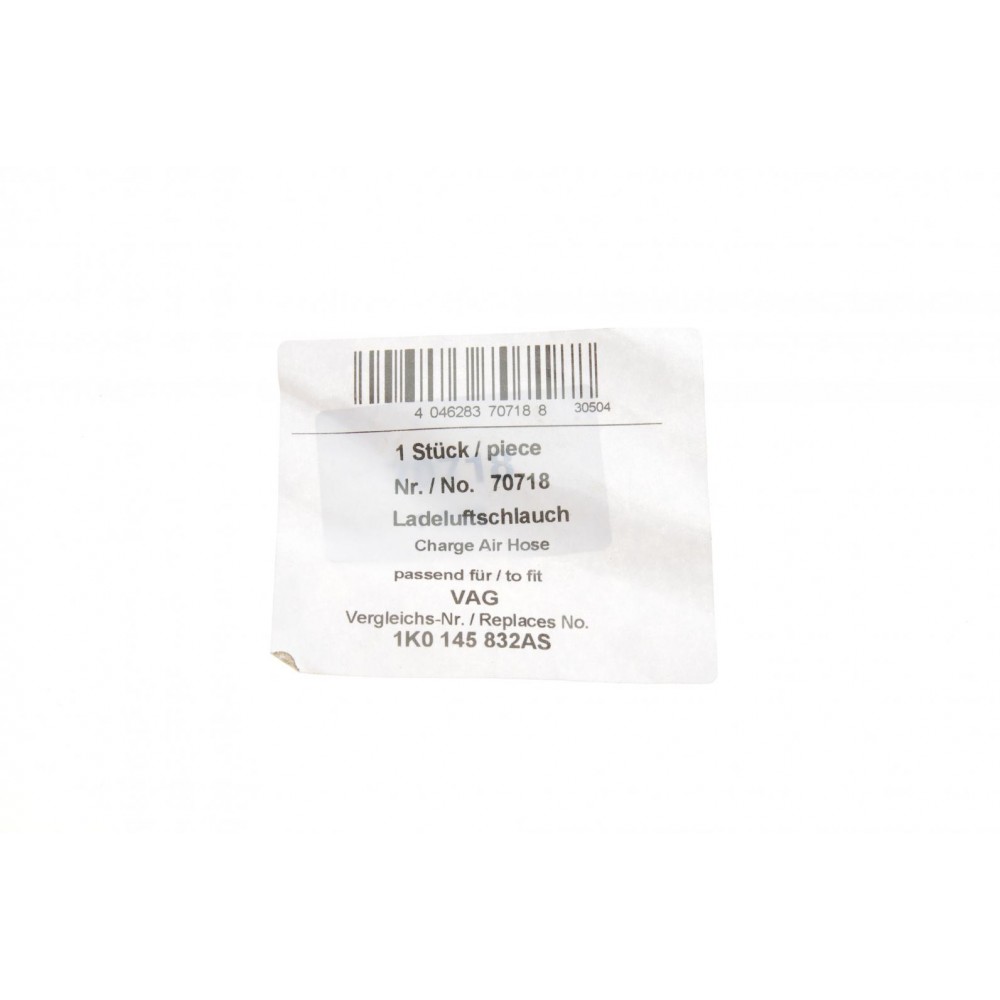 4 046283 70718 8 30504
1 Stück / piece
Nr. / No. 70718
Ladeluftschlauch
Charge Air Hose
passend für / to fit
VAG
Vergleichs-Nr. / Replaces No.
1K0 145 832AS